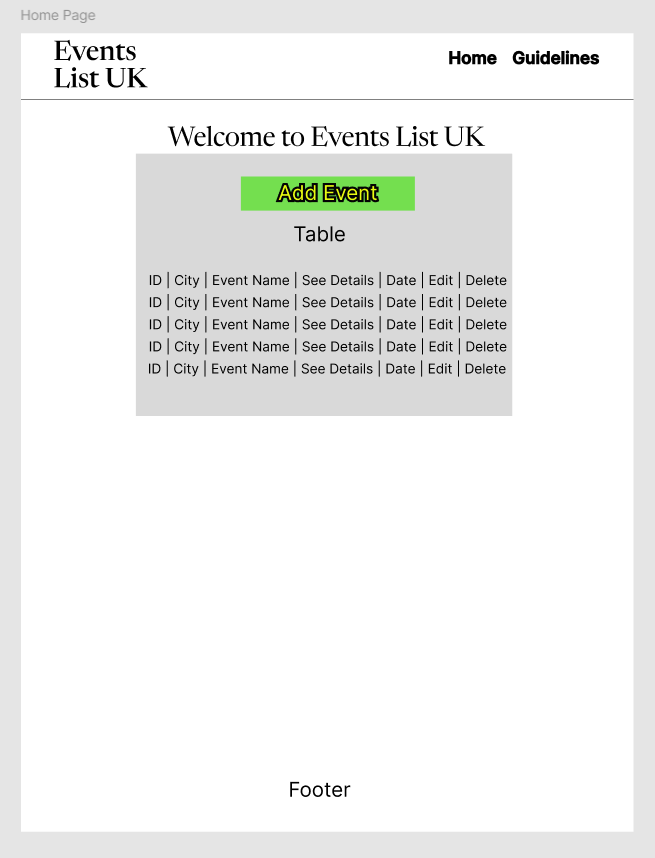 Home Page
Events
List UK
Home Guidelines
Welcome to Events List UK
Add Event
Table
ID | City | Event Name | See Details | Date | Edit | Delete
ID | City | Event Name | See Details | Date | Edit | Delete
ID | City | Event Name | See Details | Date | Edit | Delete
ID | City | Event Name | See Details | Date | Edit | Delete
ID | City | Event Name | See Details | Date | Edit | Delete
Footer